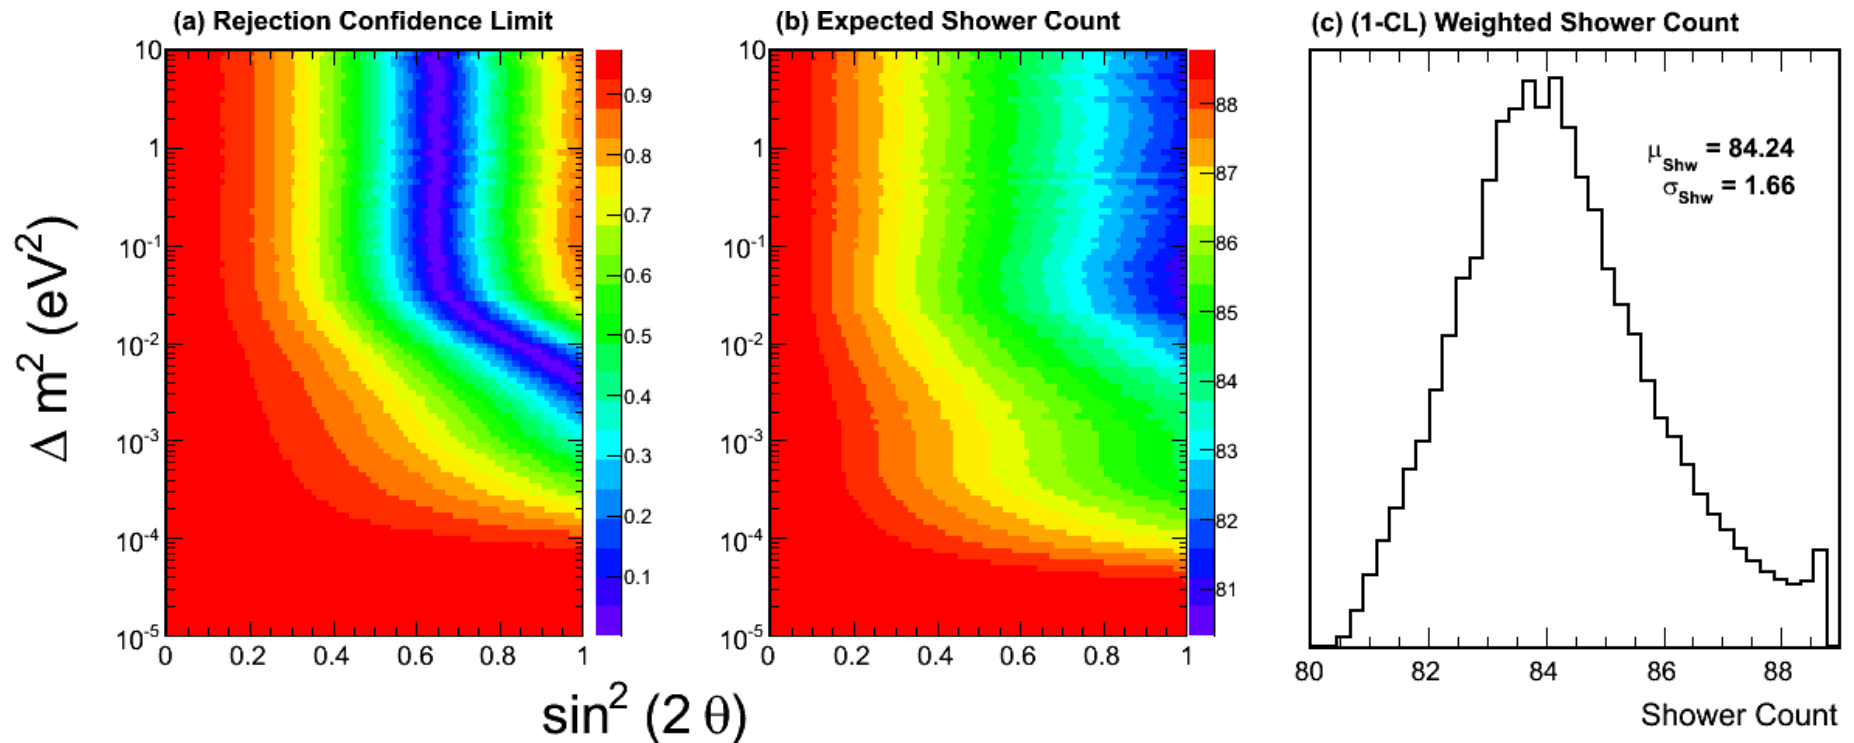 (a) Rejection Confidence Limit
(b) Expected Shower Count
(c) (1-CL) Weighted Shower Count
Δ m² (eV²)
10
1
10⁻¹
10⁻²
10⁻³
10⁻⁴
10⁻⁵
0 0.2 0.4 0.6 0.8 1
0.9
0.8
0.7
0.6
0.5
0.4
0.3
0.2
0.1
10
1
10⁻¹
10⁻²
10⁻³
10⁻⁴
10⁻⁵
0 0.2 0.4 0.6 0.8 1
88
87
86
85
84
83
82
81
sin² (2 θ)
μShw = 84.24
σShw = 1.66
80 82 84 86 88
Shower Count